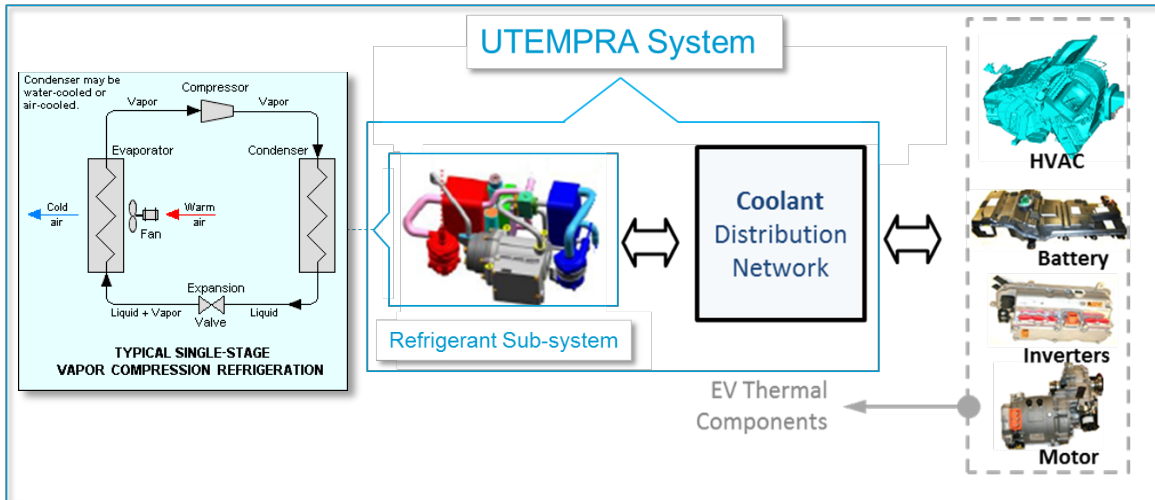 UTEMPRA System
Condenser may be
water-cooled or
air-cooled.
Compressor
Vapor
Vapor
Evaporator
Condenser
Cold
air
Warm
air
Fan
Expansion
Valve
Liquid + Vapor
Liquid
TYPICAL SINGLE-STAGE
VAPOR COMPRESSION REFRIGERATION
Refrigerant Sub-system
Coolant
Distribution
Network
HVAC
Battery
Inverters
Motor
EV Thermal
Components